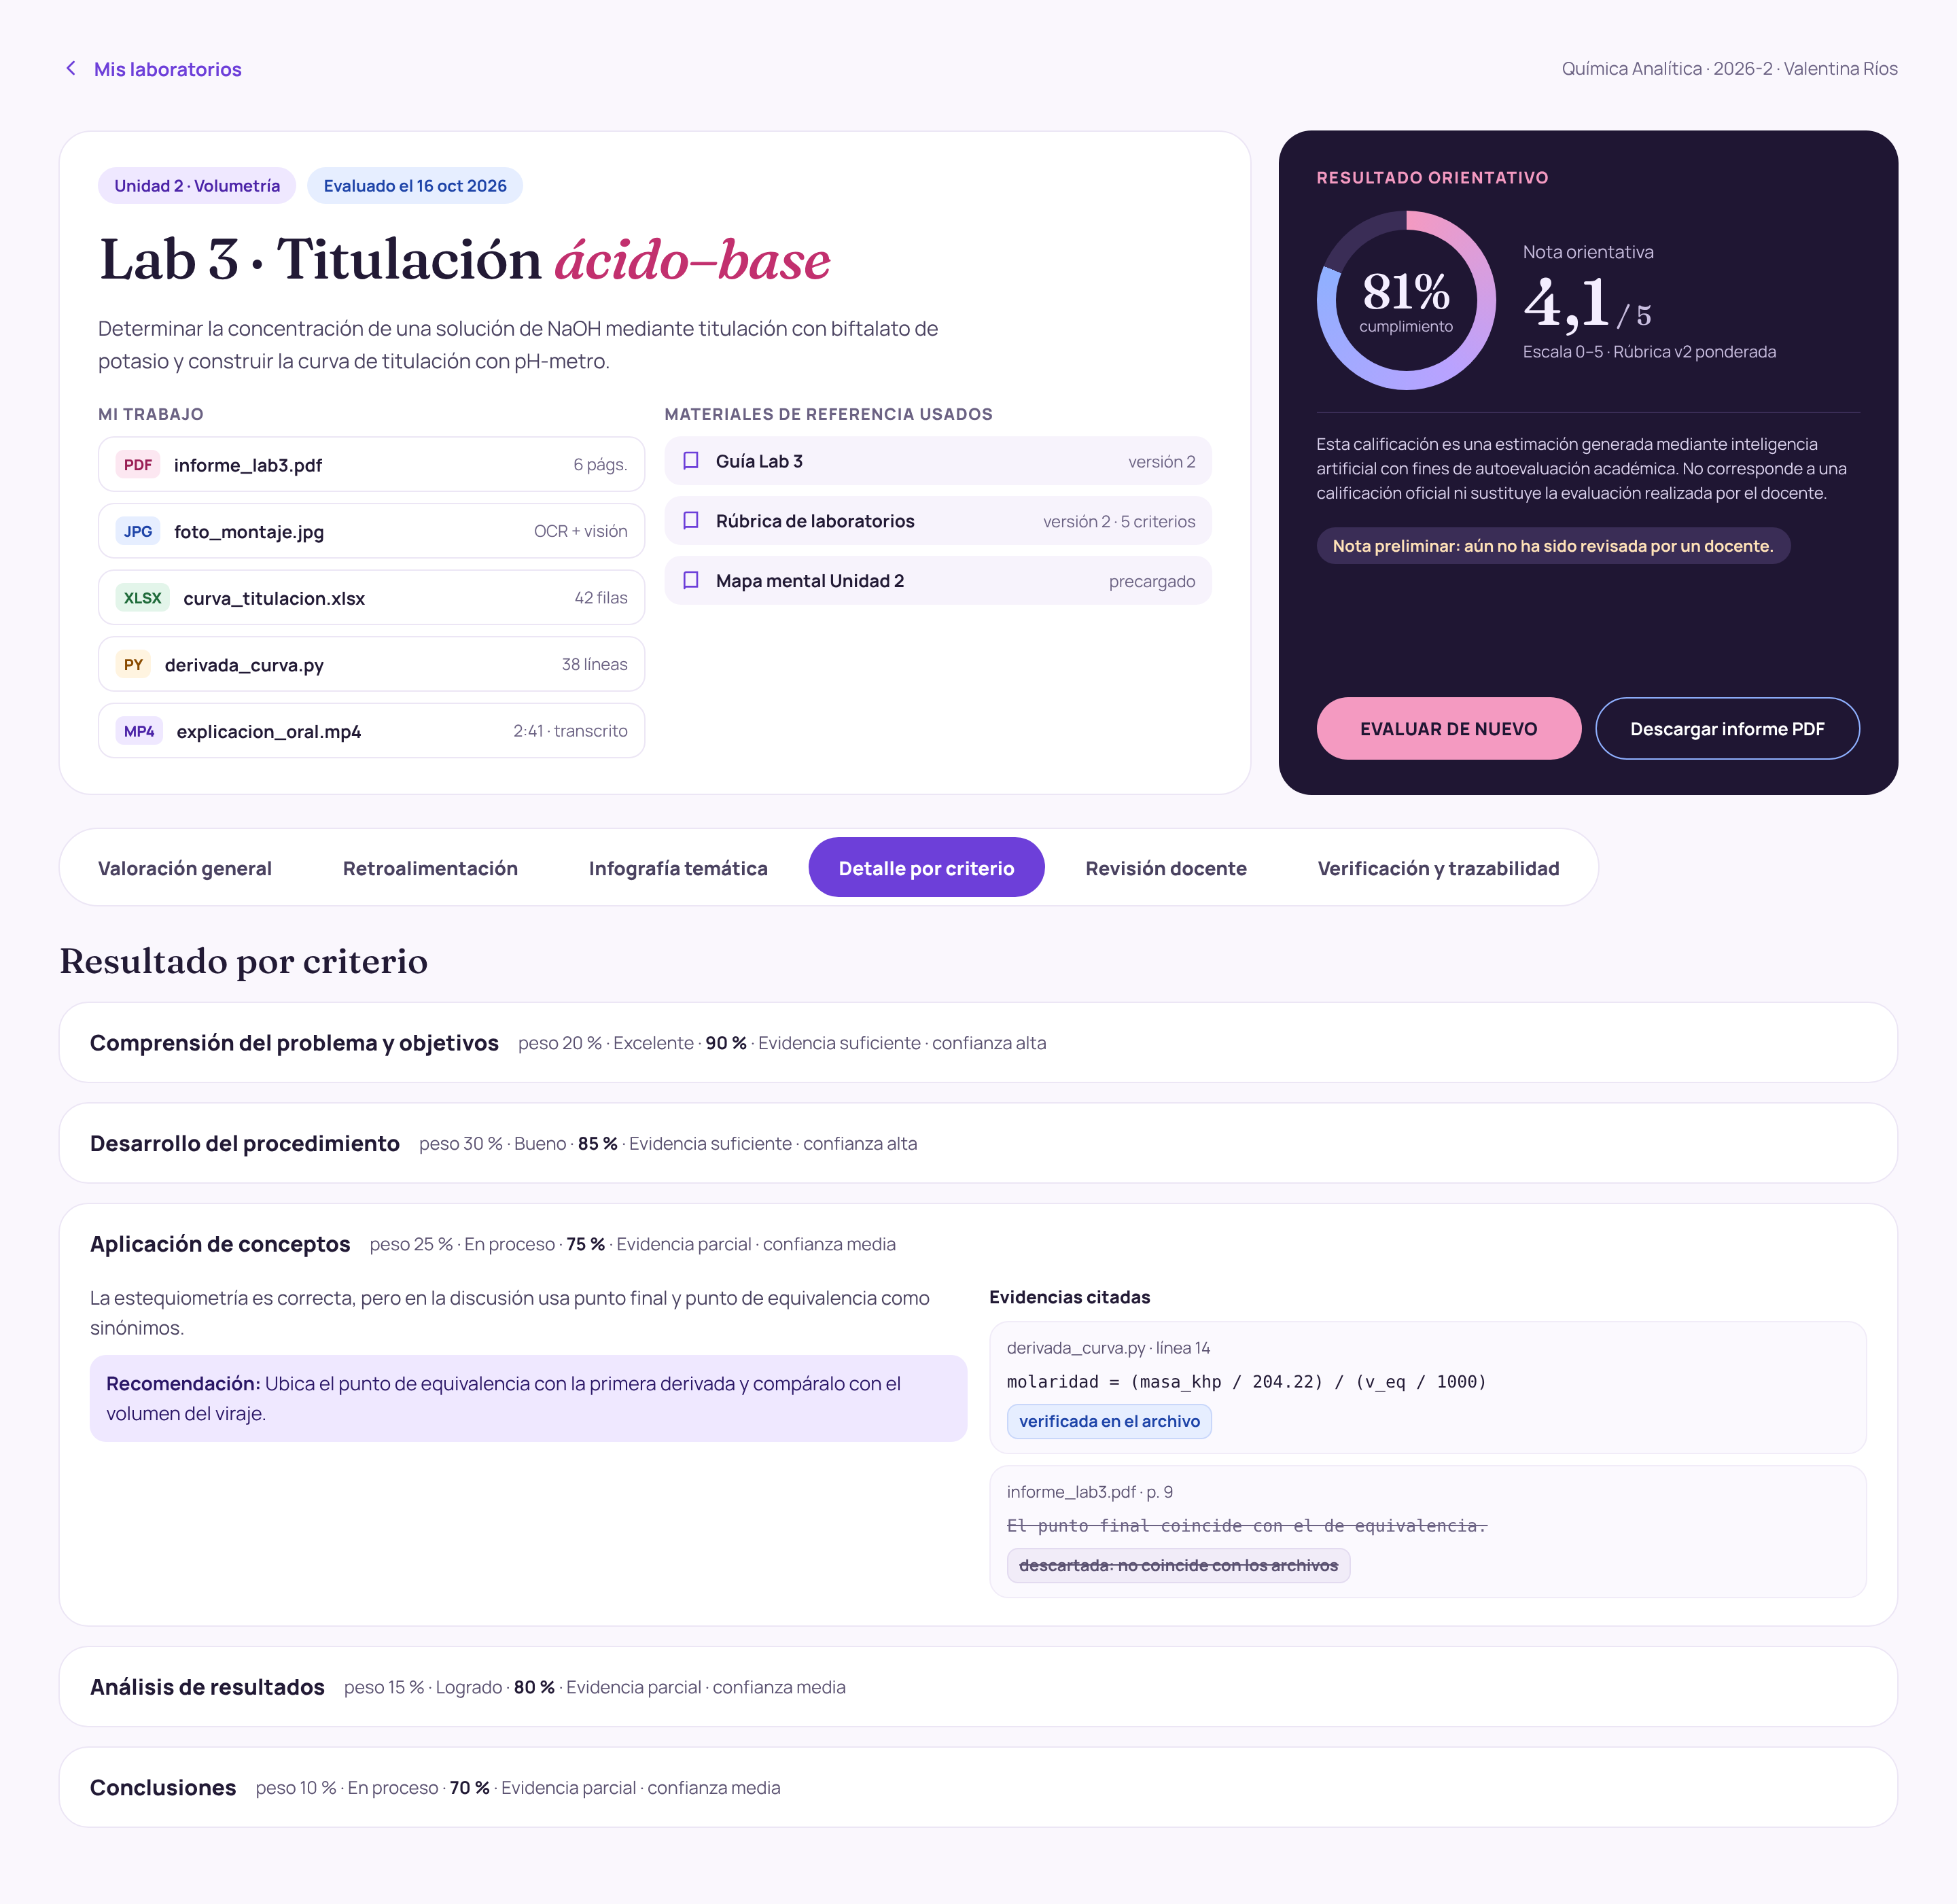 Mis laboratorios
Química Analítica · 2026-2 · Valentina Ríos
Unidad 2 · Volumetría
Evaluado el 16 oct 2026
Lab 3 · Titulación ácido–base
Determinar la concentración de una solución de NaOH mediante titulación con biftalato de
potasio y construir la curva de titulación con pH-metro.
MI TRABAJO
PDF informe_lab3.pdf 6 págs.
JPG foto_montaje.jpg OCR + visión
XLSX curva_titulacion.xlsx 42 filas
PY derivada_curva.py 38 líneas
MP4 explicacion_oral.mp4 2:41 · transcrito
MATERIALES DE REFERENCIA USADOS
Guía Lab 3 versión 2
Rúbrica de laboratorios versión 2 · 5 criterios
Mapa mental Unidad 2 precargado
RESULTADO ORIENTATIVO
81%
cumplimiento
Nota orientativa
4,1 / 5
Escala 0–5 · Rúbrica v2 ponderada
Esta calificación es una estimación generada mediante inteligencia
artificial con fines de autoevaluación académica. No corresponde a una
calificación oficial ni sustituye la evaluación realizada por el docente.
Nota preliminar: aún no ha sido revisada por un docente.
EVALUAR DE NUEVO
Descargar informe PDF
Valoración general
Retroalimentación
Infografía temática
Detalle por criterio
Revisión docente
Verificación y trazabilidad
Resultado por criterio
Comprensión del problema y objetivos peso 20 % · Excelente · 90 % · Evidencia suficiente · confianza alta
Desarrollo del procedimiento peso 30 % · Bueno · 85 % · Evidencia suficiente · confianza alta
Aplicación de conceptos peso 25 % · En proceso · 75 % · Evidencia parcial · confianza media
La estequiometría es correcta, pero en la discusión usa punto final y punto de equivalencia como
sinónimos.
Recomendación: Ubica el punto de equivalencia con la primera derivada y compáralo con el
volumen del viraje.
Evidencias citadas
derivada_curva.py · línea 14
molaridad = (masa_khp / 204.22) / (v_eq / 1000)
verificada en el archivo
informe_lab3.pdf · p. 9
El punto final coincide con el de equivalencia.
descartada: no coincide con los archivos
Análisis de resultados peso 15 % · Logrado · 80 % · Evidencia parcial · confianza media
Conclusiones peso 10 % · En proceso · 70 % · Evidencia parcial · confianza media